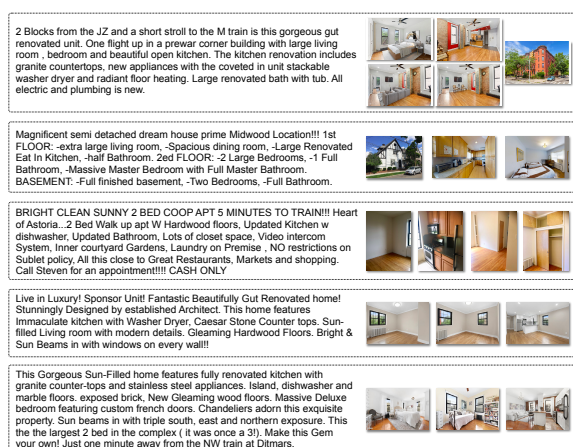 2 Blocks from the JZ and a short stroll to the M train is this gorgeous gut
renovated unit. One flight up in a prewar corner building with large living
room , bedroom and beautiful open kitchen. The kitchen renovation includes
granite countertops, new appliances with the coveted in unit stackable
washer dryer and radiant floor heating. Large renovated bath with tub. All
electric and plumbing is new.
Magnificent semi detached dream house prime Midwood Location!!! 1st
FLOOR: -extra large living room, -Spacious dining room, -Large Renovated
Eat In Kitchen, -half Bathroom. 2ed FLOOR: -2 Large Bedrooms, -1 Full
Bathroom, -Massive Master Bedroom with Full Master Bathroom.
BASEMENT: -Full finished basement, -Two Bedrooms, -Full Bathroom.
BRIGHT CLEAN SUNNY 2 BED COOP APT 5 MINUTES TO TRAIN!!! Heart
of Astoria...2 Bed Walk up apt W Hardwood floors, Updated Kitchen w
dishwasher, Updated Bathroom, Lots of closet space, Video intercom
System, Inner courtyard Gardens, Laundry on Premise , NO restrictions on
Sublet policy, All this close to Great Restaurants, Markets and shopping.
Call Steven for an appointment!!!! CASH ONLY
Live in Luxury! Sponsor Unit! Fantastic Beautifully Gut Renovated home!
Stunningly Designed by established Architect. This home features
Immaculate kitchen with Washer Dryer, Caesar Stone Counter tops. Sun-
filled Living room with modern details. Gleaming Hardwood Floors. Bright &
Sun Beams in with windows on every wall!!
This Gorgeous Sun-Filled home features fully renovated kitchen with
granite counter-tops and stainless steel appliances. Island, dishwasher and
marble floors. exposed brick, New Gleaming wood floors. Massive Deluxe
bedroom featuring custom french doors. Chandeliers adorn this exquisite
property. Sun beams in with triple south, east and northern exposure. This
the the largest 2 bed in the complex ( it was once a 3!). Make this Gem
your own! Just one minute away from the NW train at Ditmars.